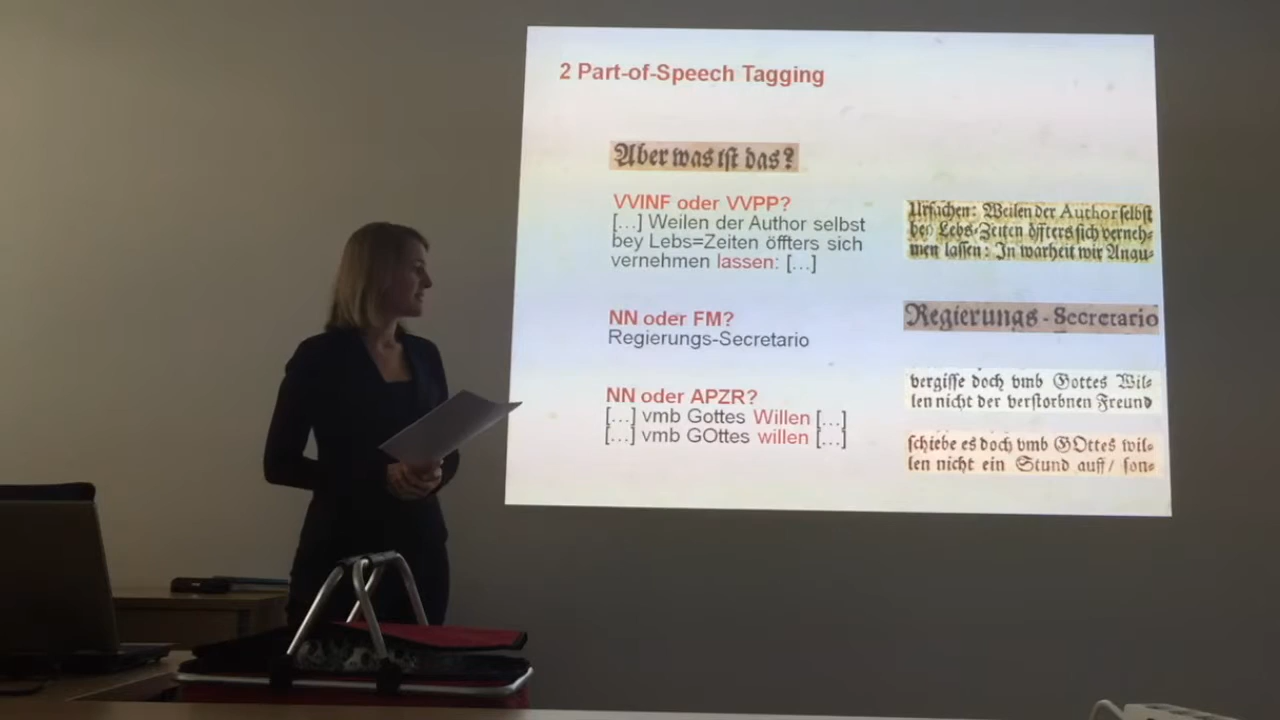 2 Part-of-Speech Tagging
Aber was ist das?
VVINF oder VVPP?
[…] Weilen der Author selbst
bey Lebs=Zeiten öffters sich
vernehmen lassen: […]
Ursachen: Weilen der Author selbst
bey Lebs-Zeiten öffters sich verneh-
men lassen: In warheit wir Angu-
NN oder FM?
Regierungs-Secretario
Regierungs-Secretario
NN oder APZR?
[…] vmb Gottes Willen […]
[…] vmb GOttes willen […]
vergisse doch vmb Gottes Wil-
len nicht der verstorbnen Freund
schiebe es doch vmb GOttes wil-
len nicht ein Stund auff/ son-